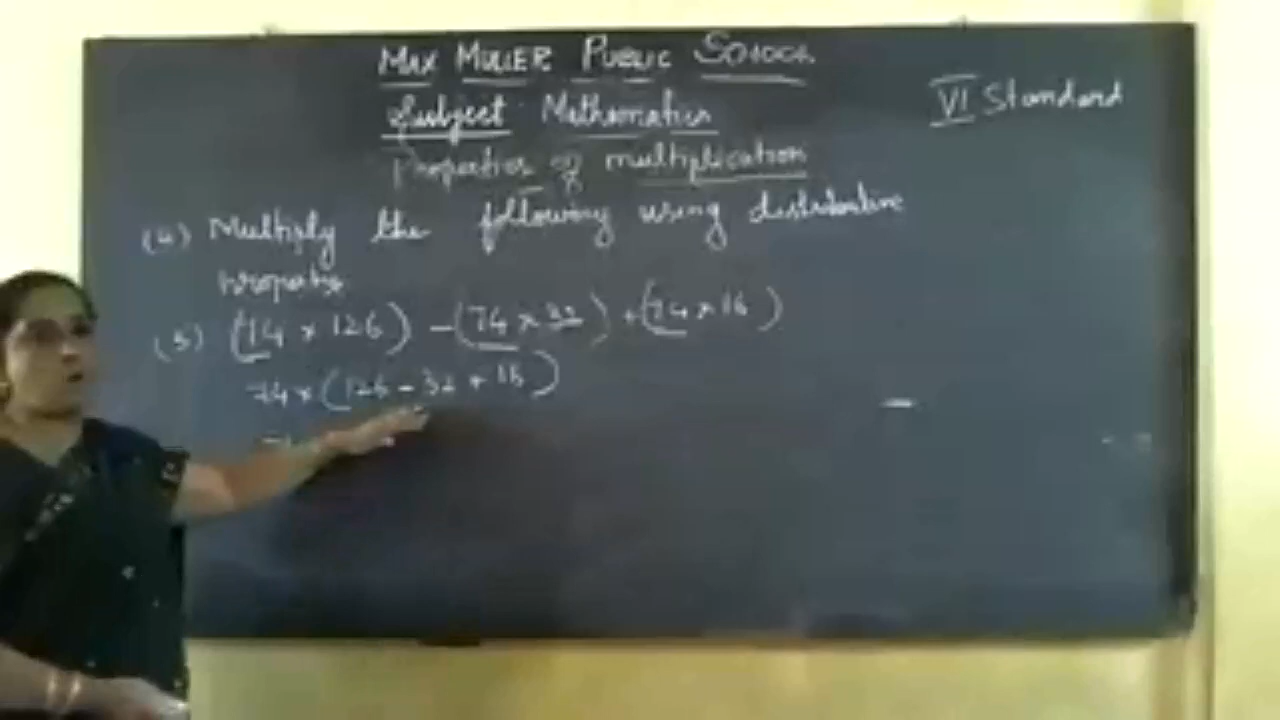 MAX MULLER PUBLIC SCHOOL
Subject: Mathematics
VI Standard
Properties of multiplication
(4) Multiply the following using distributive
properties
(5) (74 × 126) - (74 × 32) + (74 × 16)
74 × (126 - 32 + 16)